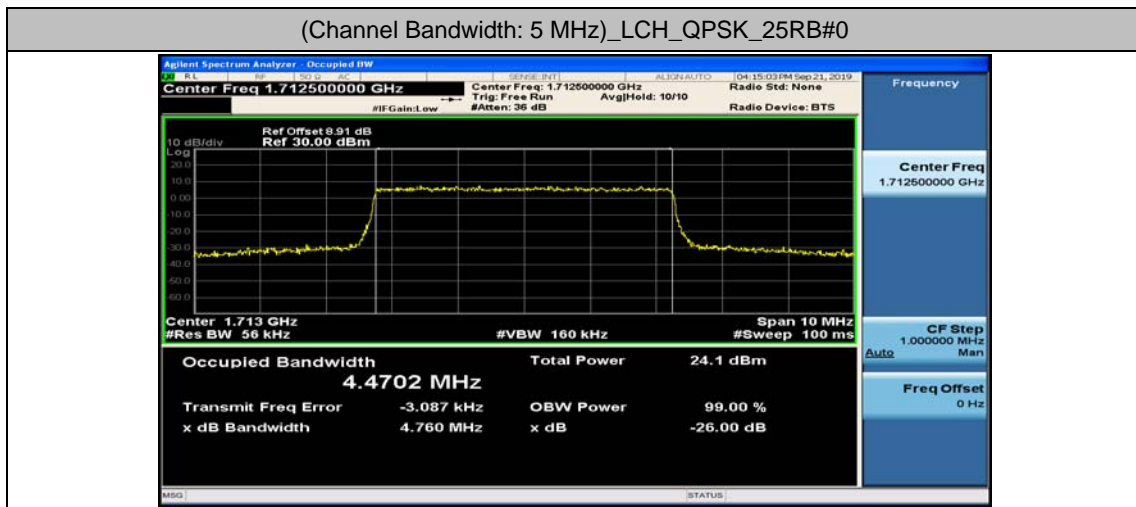 (Channel Bandwidth: 5 MHz)_LCH_QPSK_25RB#0
Agilent Spectrum Analyzer - Occupied BW
RL RF 50 Ω AC SENSE:INT ALIGN AUTO 04:15:03 PM Sep 21, 2019
Center Freq 1.712500000 GHz
Center Freq: 1.712500000 GHz
Radio Std: None
Trig: Free Run Avg|Hold: 10/10
#IFGain:Low #Atten: 36 dB Radio Device: BTS
Frequency
Ref Offset 8.91 dB
10 dB/div Ref 30.00 dBm
Log
20.0
10.0
0.00
-10.0
-20.0
-30.0
-40.0
-50.0
-60.0
Center Freq
1.712500000 GHz
Center 1.713 GHz Span 10 MHz
#Res BW 56 kHz #VBW 160 kHz #Sweep 100 ms
CF Step
1.000000 MHz
Auto Man
Occupied Bandwidth Total Power 24.1 dBm
4.4702 MHz
Transmit Freq Error -3.087 kHz OBW Power 99.00 %
x dB Bandwidth 4.760 MHz x dB -26.00 dB
Freq Offset
0 Hz
MSG STATUS